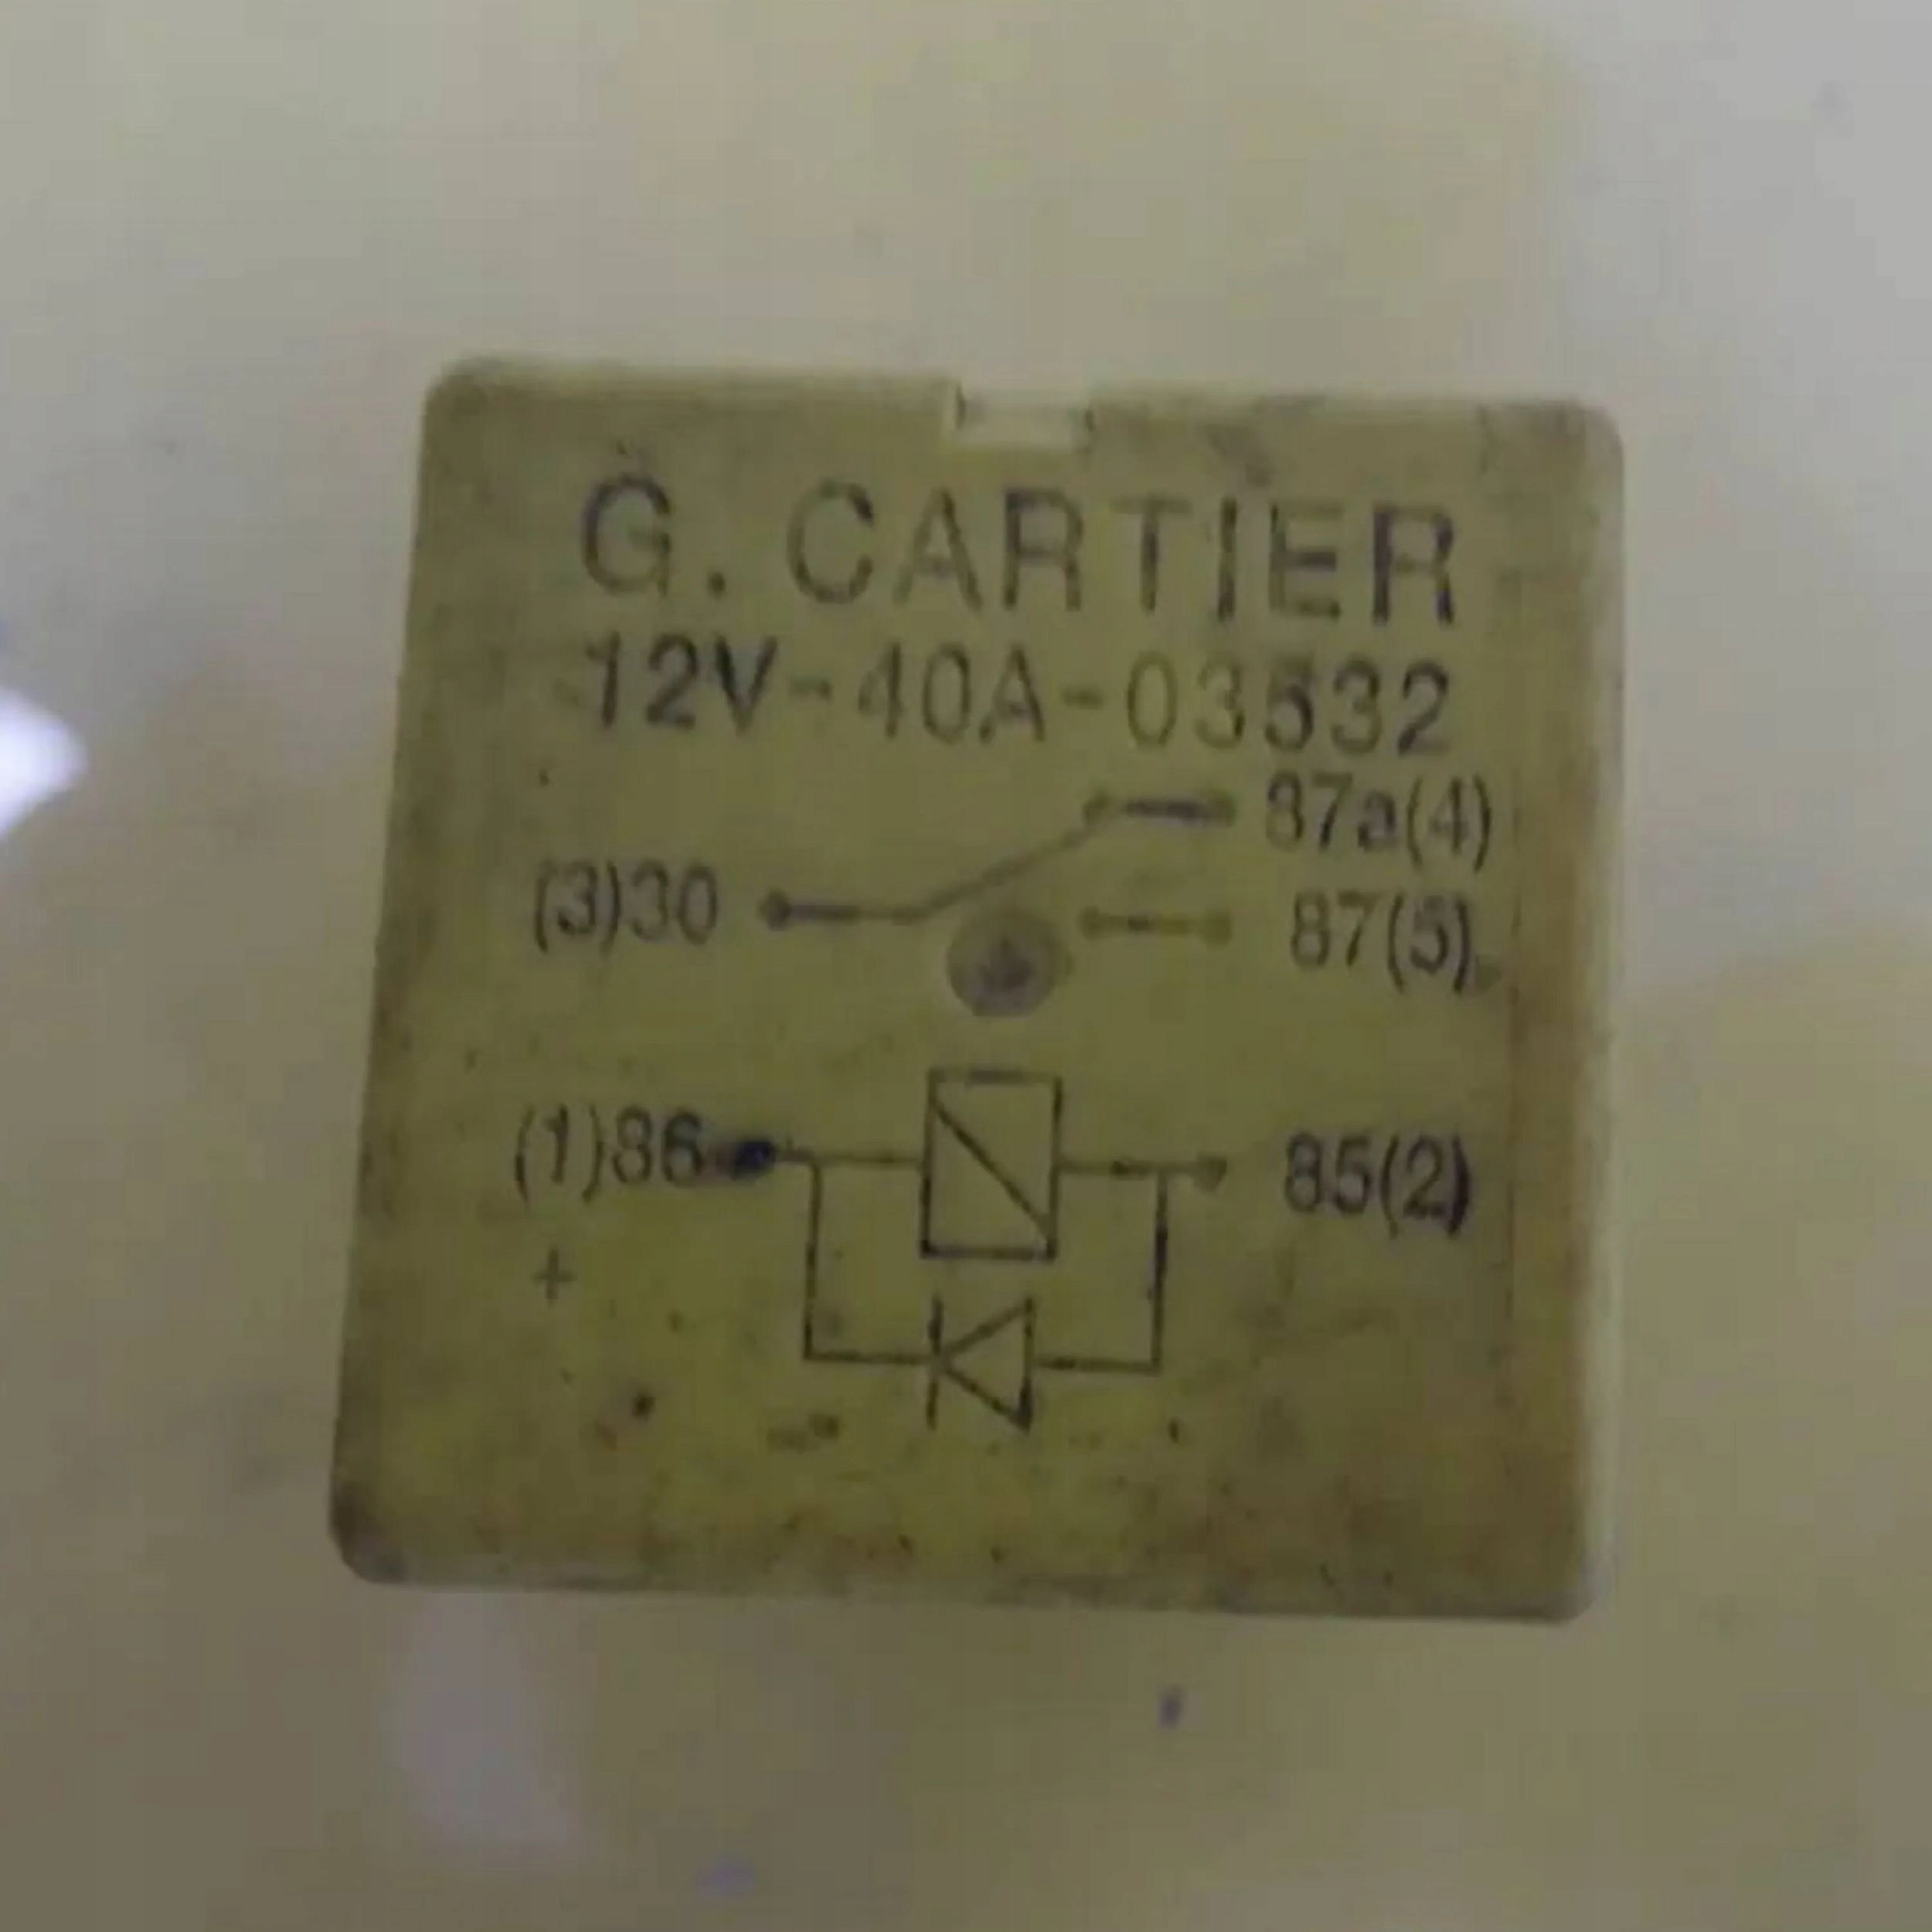 G. CARTIER
12V-40A-03532
87a(4)
(3)30
87(5)
(1)86
85(2)
+